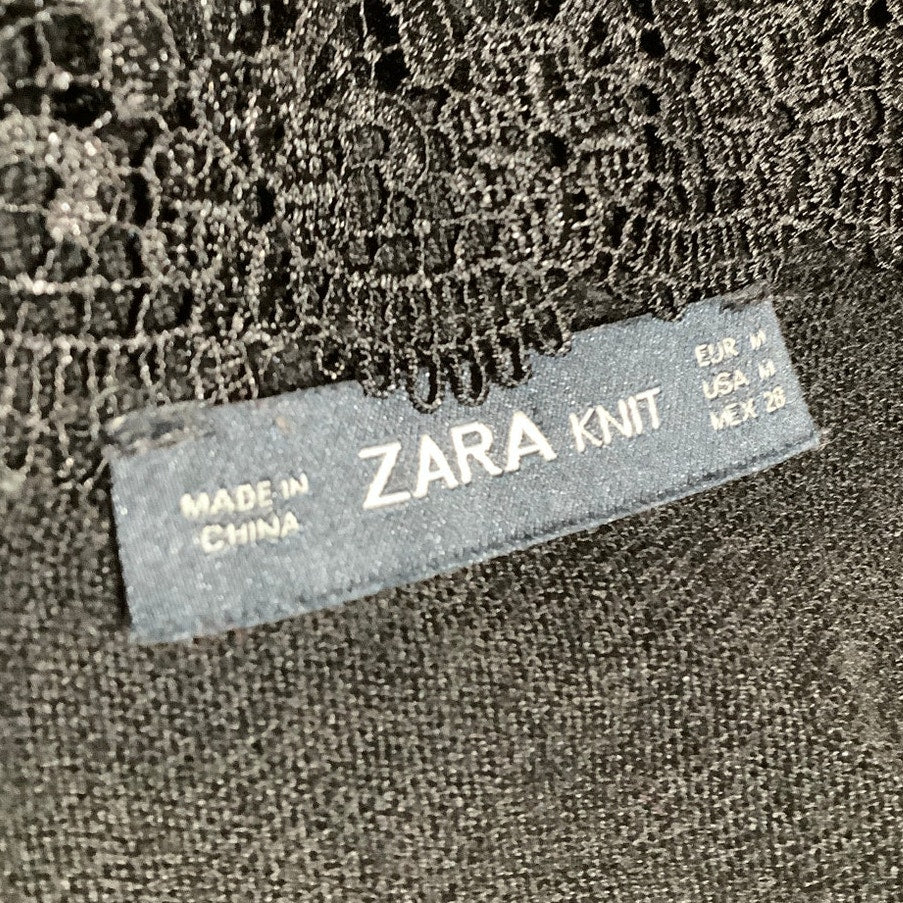 MADE IN
CHINA
ZARA KNIT
EUR M
USA M
MEX 28